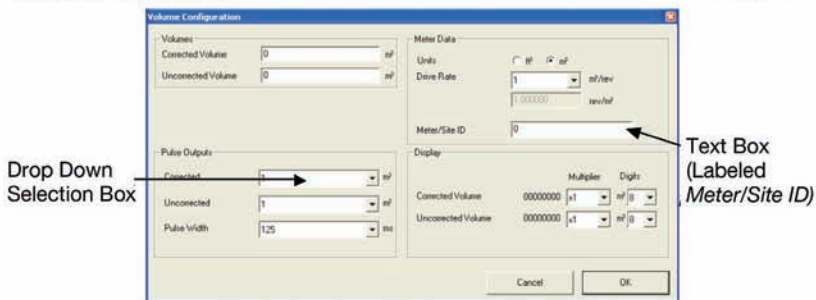 Volume Configuration
Volumes
Corrected Volume 0 m³
Uncorrected Volume 0 m³
Meter Data
Units ft³ m³
Drive Rate 1 m³/rev
1.000000 rev/m³
Meter/Site ID 0
Pulse Outputs
Corrected 1 m³
Uncorrected 1 m³
Pulse Width 125 ms
Display
Multiplier Digits
Corrected Volume 00000000 x1 m³ 8
Uncorrected Volume 00000000 x1 m³ 8
Cancel OK
Drop Down
Selection Box
Text Box
(Labeled
Meter/Site ID)